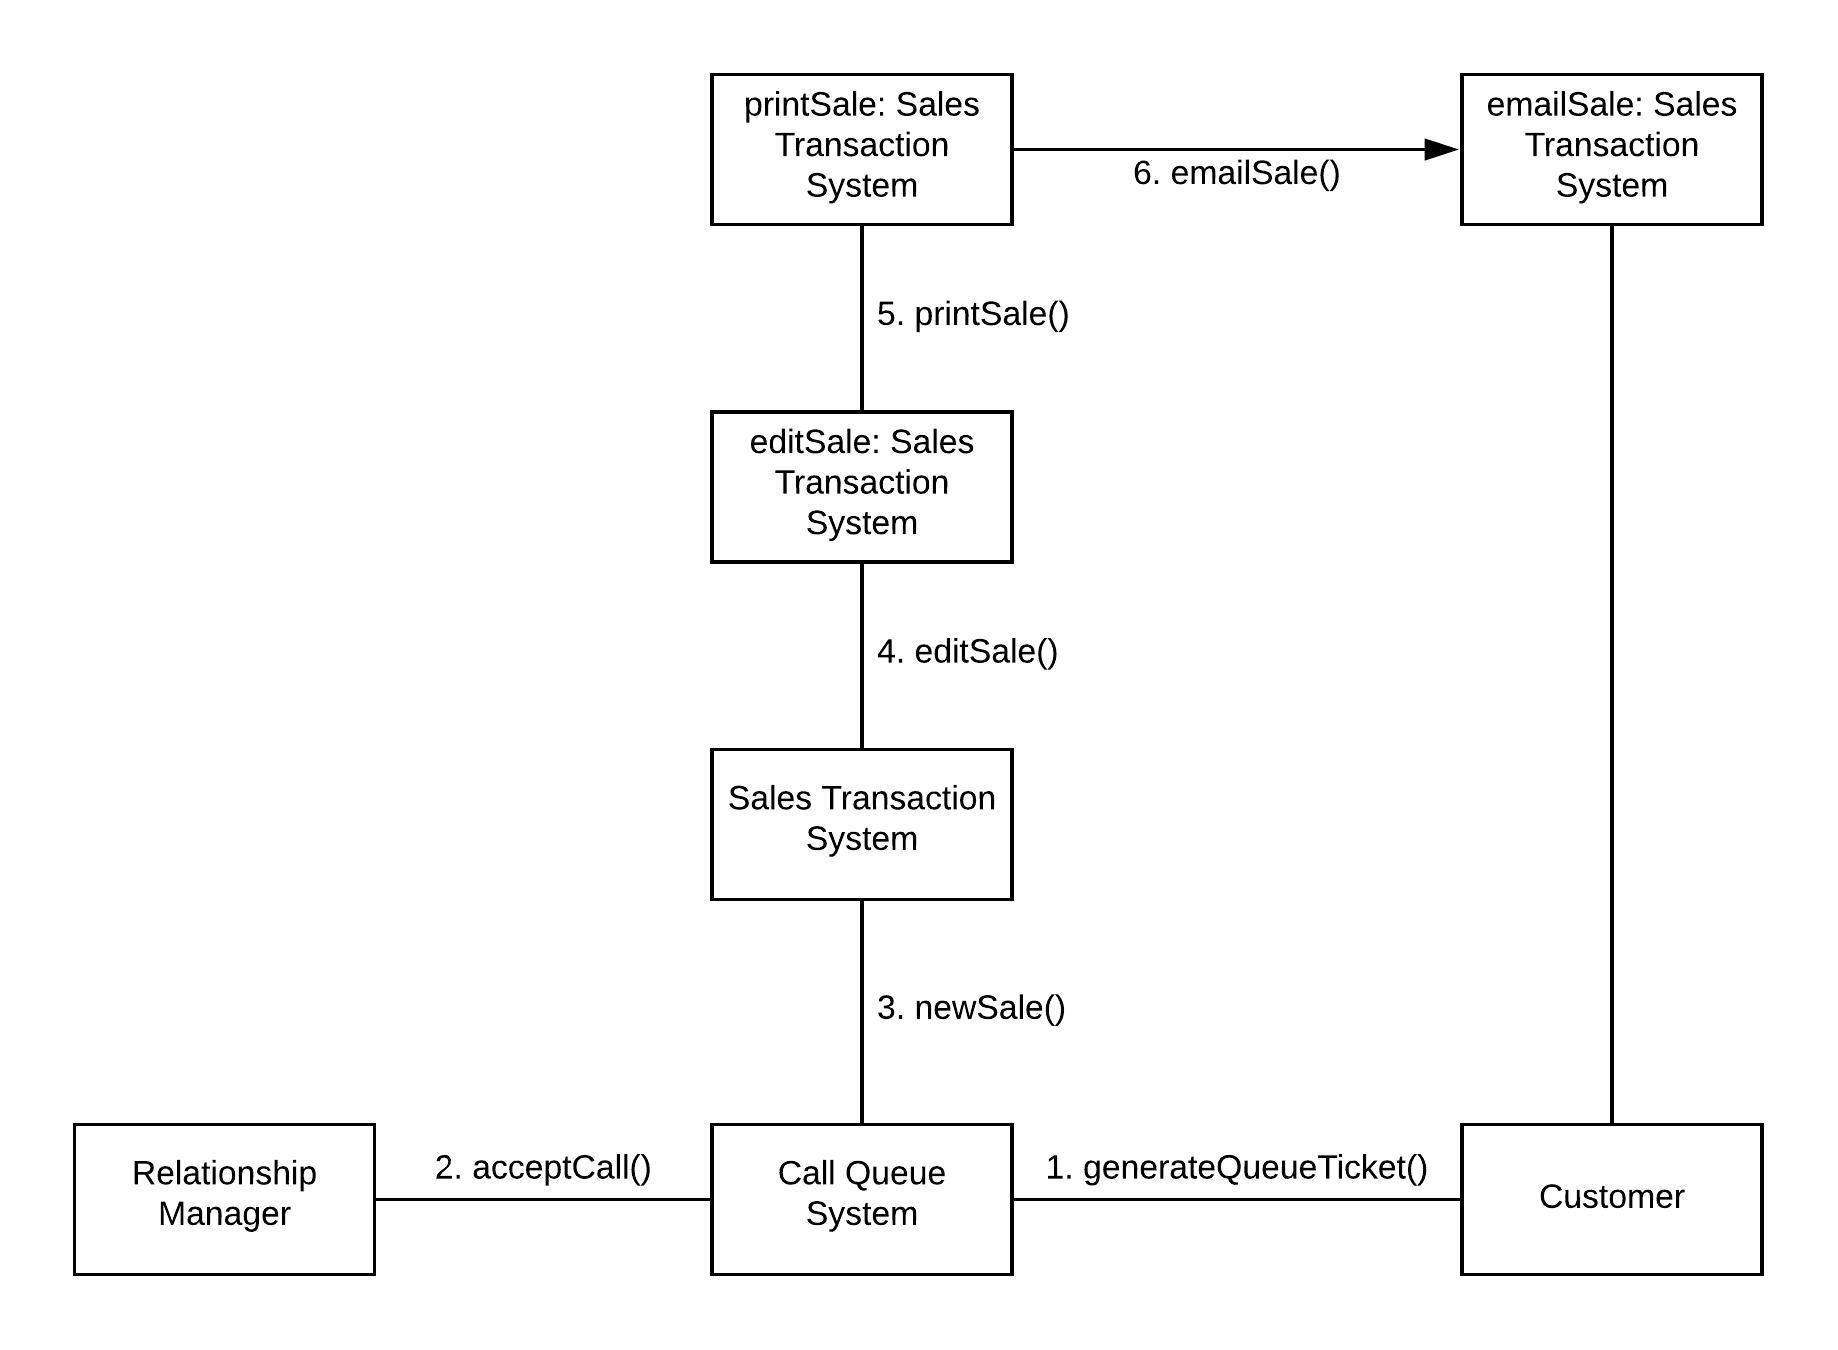 printSale: Sales
Transaction
System
emailSale: Sales
Transaction
System
6. emailSale()
5. printSale()
editSale: Sales
Transaction
System
4. editSale()
Sales Transaction
System
3. newSale()
Relationship
Manager
2. acceptCall()
Call Queue
System
1. generateQueueTicket()
Customer